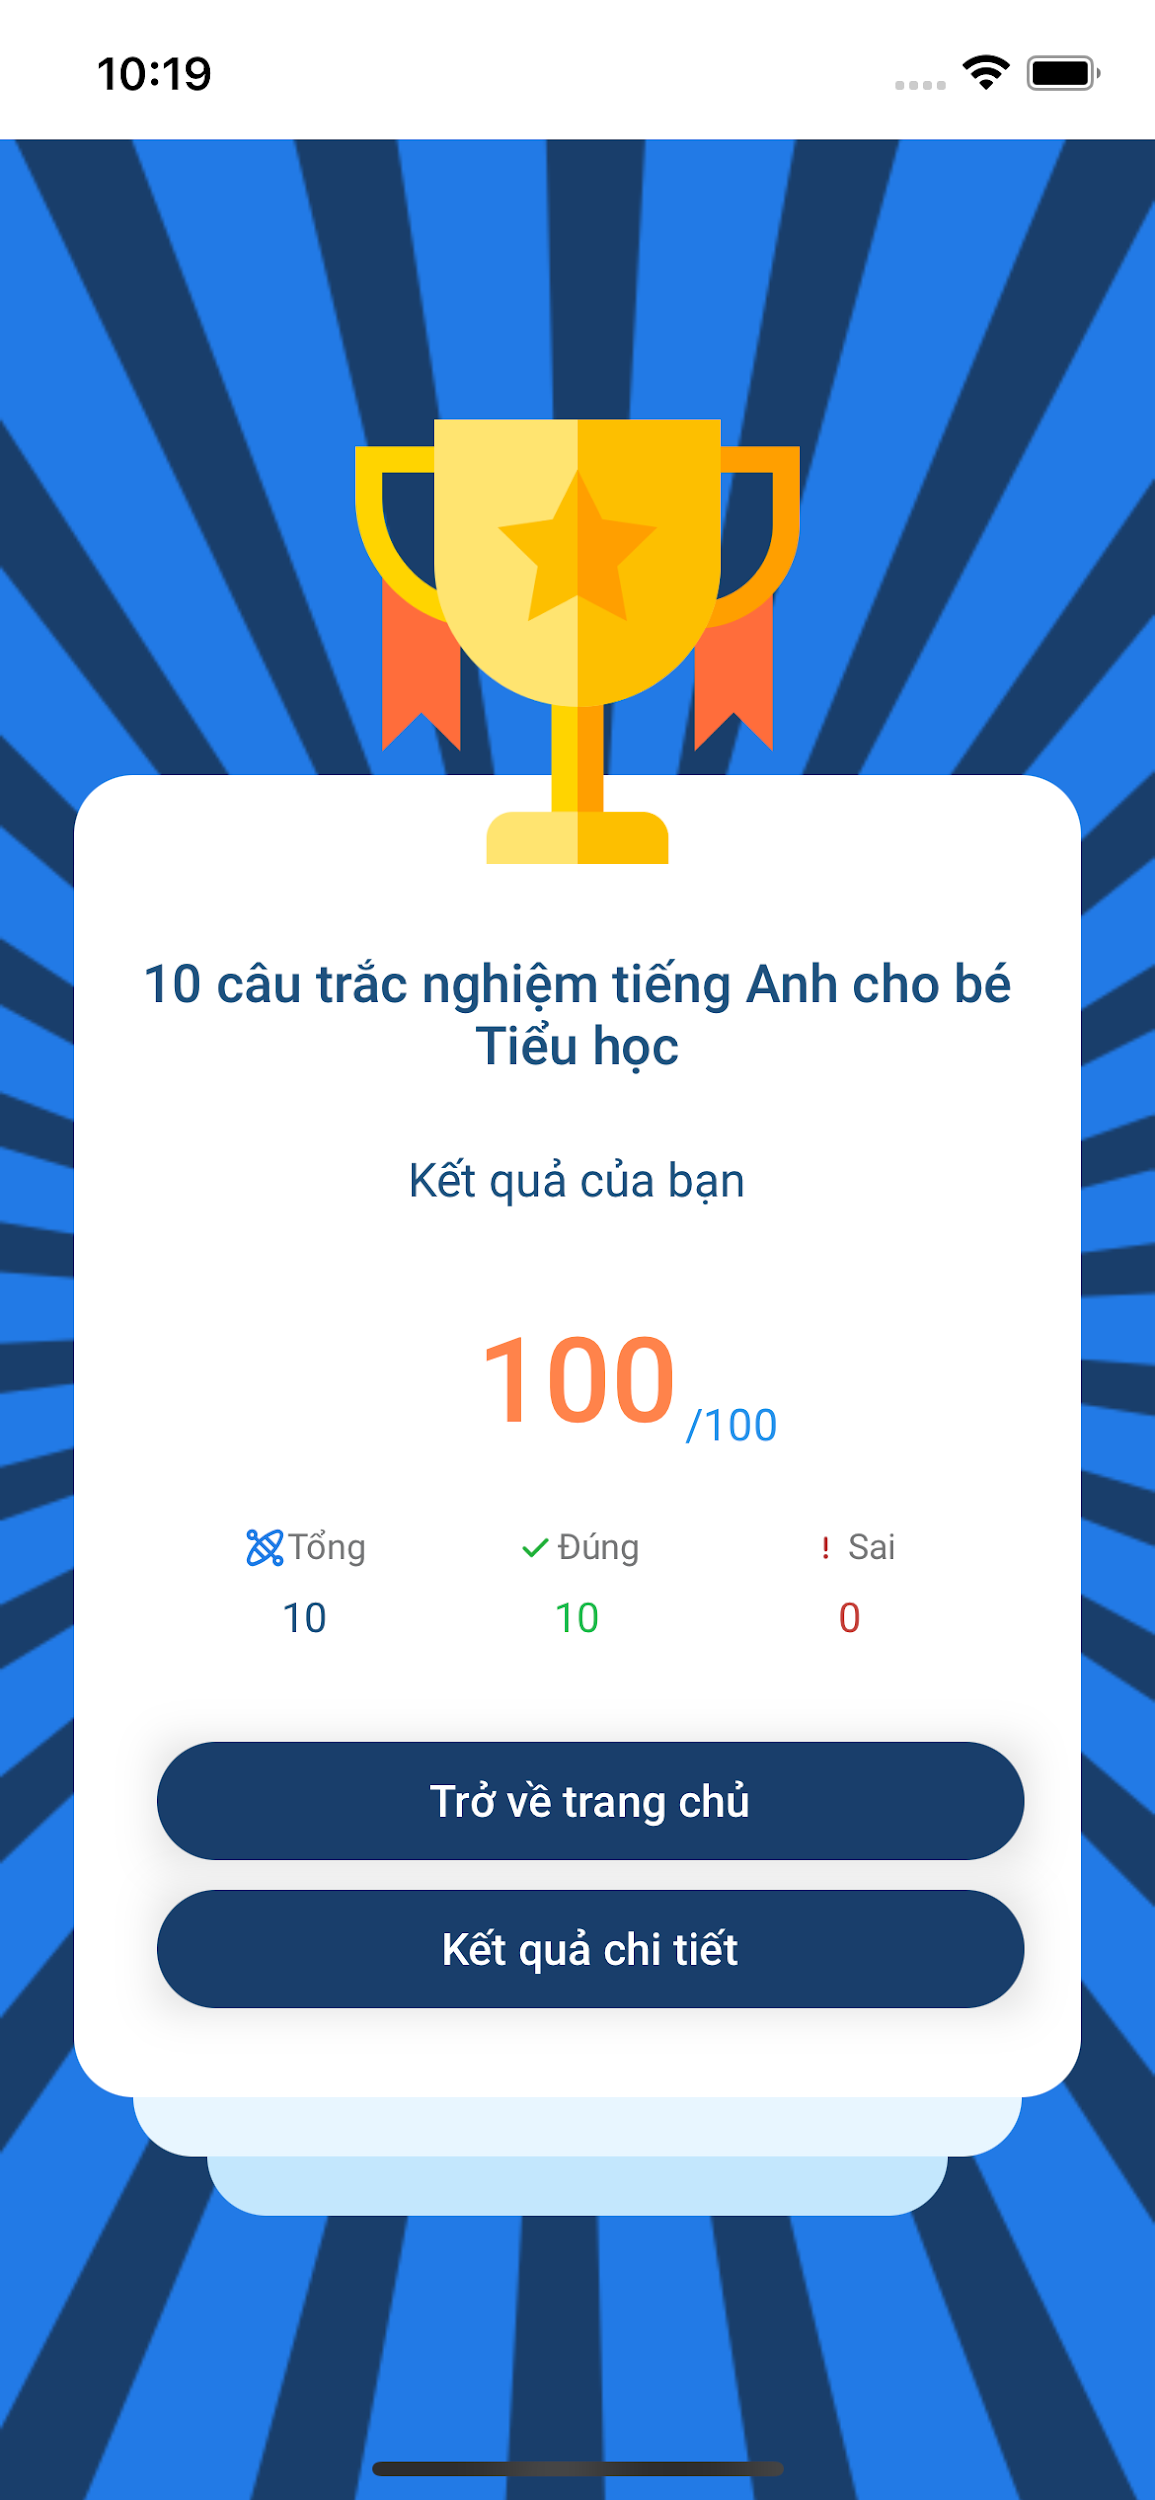 10:19
10 câu trắc nghiệm tiếng Anh cho bé
Tiểu học
Kết quả của bạn
100/100
Tổng Đúng Sai
10 10 0
Trở về trang chủ
Kết quả chi tiết